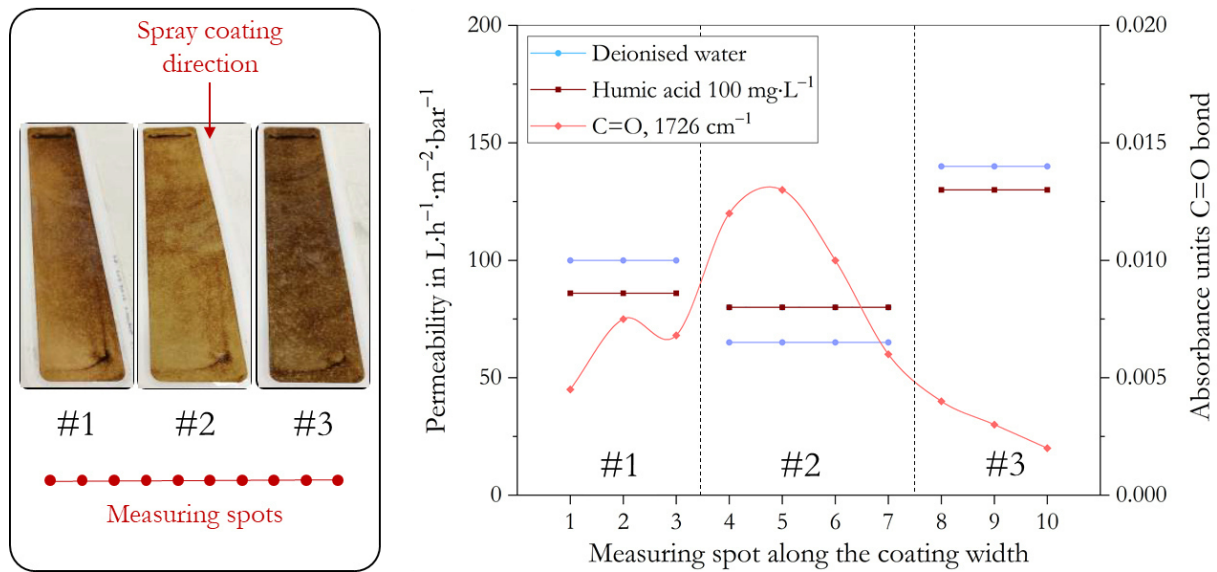 Spray coating
direction
#1 #2 #3
Measuring spots
Permeability in L·h⁻¹·m⁻²·bar⁻¹
200
150
100
50
0
Deionised water
Humic acid 100 mg·L⁻¹
C=O, 1726 cm⁻¹
#1 #2 #3
1 2 3 4 5 6 7 8 9 10
Measuring spot along the coating width
0.020
0.015
0.010
0.005
0.000
Absorbance units C=O bond